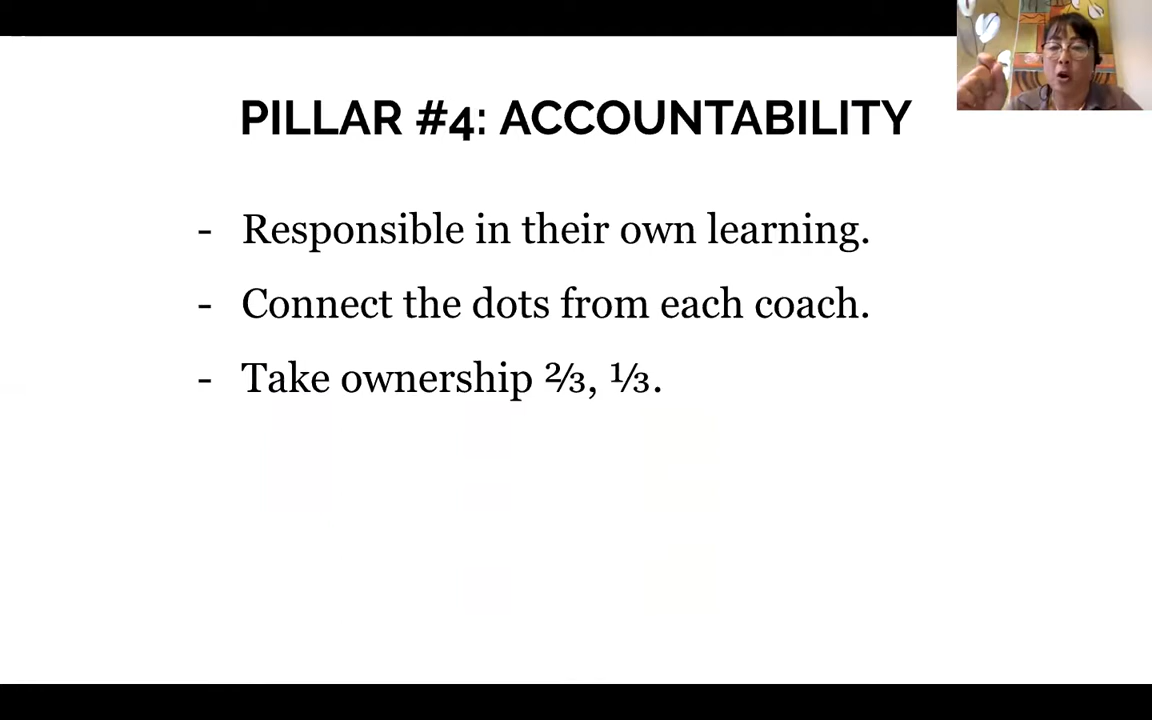 PILLAR #4: ACCOUNTABILITY
- Responsible in their own learning.
- Connect the dots from each coach.
- Take ownership ⅔, ⅓.